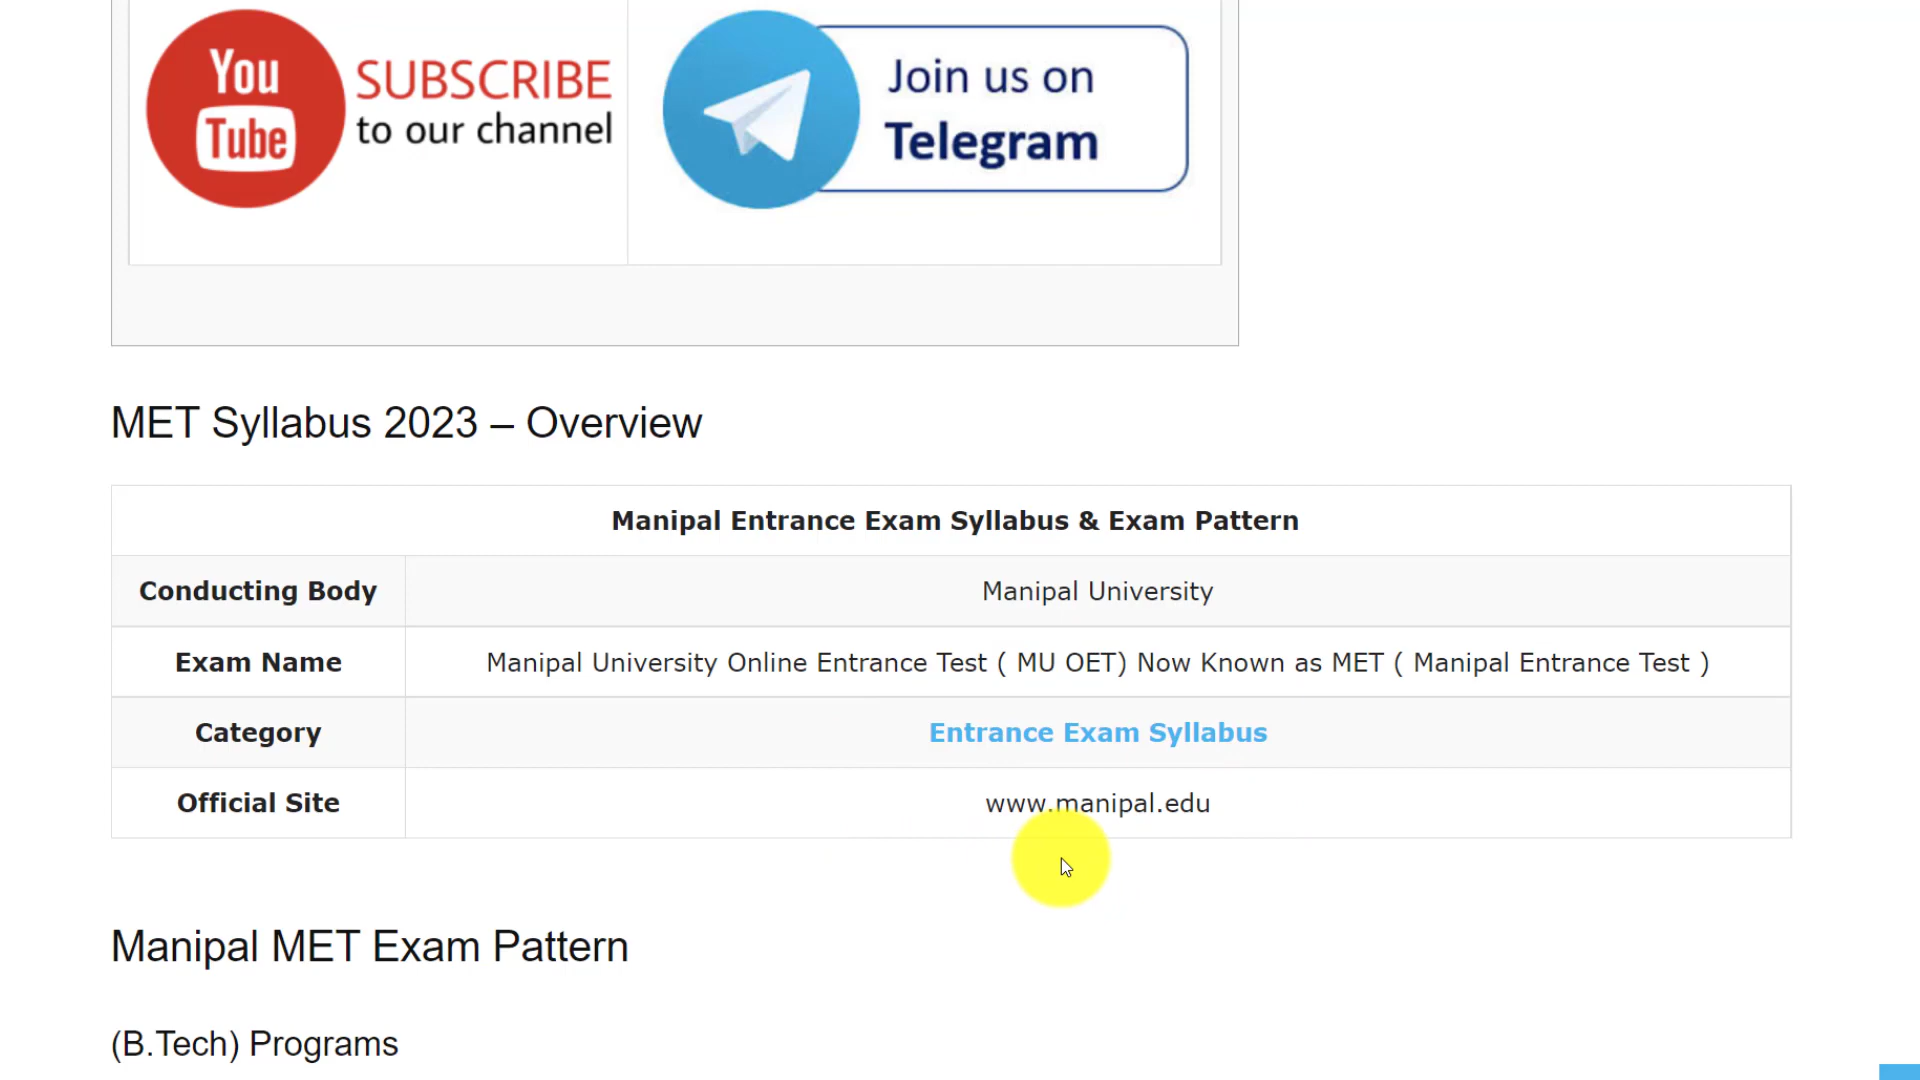 You
Tube
SUBSCRIBE
to our channel
Join us on
Telegram
MET Syllabus 2023 – Overview
Manipal Entrance Exam Syllabus & Exam Pattern
Conducting Body Manipal University
Exam Name Manipal University Online Entrance Test ( MU OET) Now Known as MET ( Manipal Entrance Test )
Category Entrance Exam Syllabus
Official Site www.manipal.edu
Manipal MET Exam Pattern
(B.Tech) Programs